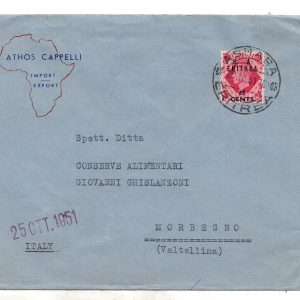 ATHOS CAPPELLI
IMPORT
EXPORT
B. A.
ERITREA
65
CENTS
ASMARA
ERITREA
Spett. Ditta
CONSERVE ALIMENTARI
GIOVANNI GHISLANZONI
MORBEGNO
(Valtellina)
25 OTT. 1951
ITALY